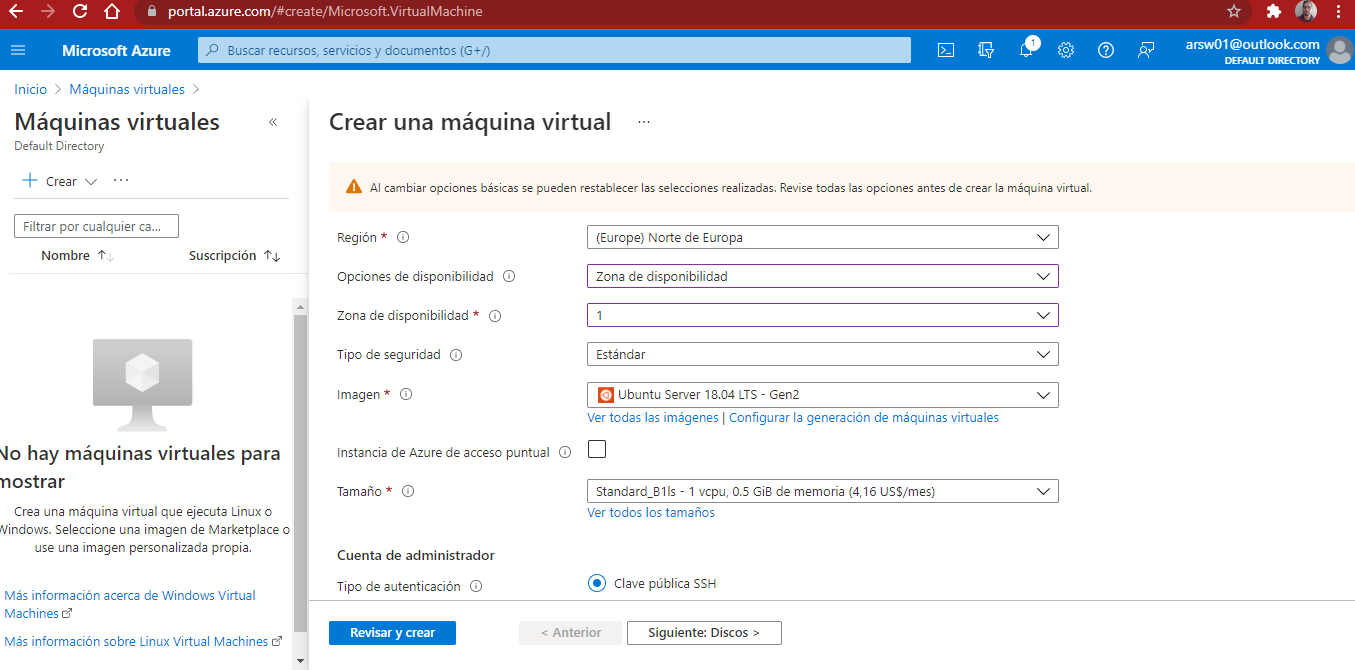 portal.azure.com/#create/Microsoft.VirtualMachine
Microsoft Azure
Buscar recursos, servicios y documentos (G+/)
1
arsw01@outlook.com
DEFAULT DIRECTORY
Inicio > Máquinas virtuales >
Máquinas virtuales
«
Default Directory
+ Crear ···
Filtrar por cualquier ca...
Nombre ↑↓ Suscripción ↑↓
No hay máquinas virtuales para
mostrar
Crea una máquina virtual que ejecuta Linux o
Windows. Seleccione una imagen de Marketplace o
use una imagen personalizada propia.
Más información acerca de Windows Virtual
Machines
Más información sobre Linux Virtual Machines
Crear una máquina virtual ...
Al cambiar opciones básicas se pueden restablecer las selecciones realizadas. Revise todas las opciones antes de crear la máquina virtual.
Región * (Europe) Norte de Europa
Opciones de disponibilidad Zona de disponibilidad
Zona de disponibilidad * 1
Tipo de seguridad Estándar
Imagen * Ubuntu Server 18.04 LTS - Gen2
Ver todas las imágenes | Configurar la generación de máquinas virtuales
Instancia de Azure de acceso puntual
Tamaño * Standard_B1ls - 1 vcpu, 0.5 GiB de memoria (4,16 US$/mes)
Ver todos los tamaños
Cuenta de administrador
Tipo de autenticación Clave pública SSH
Revisar y crear < Anterior Siguiente: Discos >